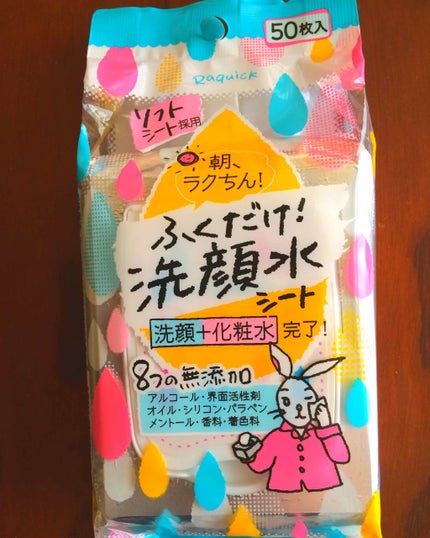 50枚入
Raquick
ソフト
シート採用
朝、
ラクちん!
ふくだけ!
洗顔水
シート
洗顔+化粧水 完了!
8つの無添加
アルコール・界面活性剤
オイル・シリコン・パラベン
メントール・香料・着色料